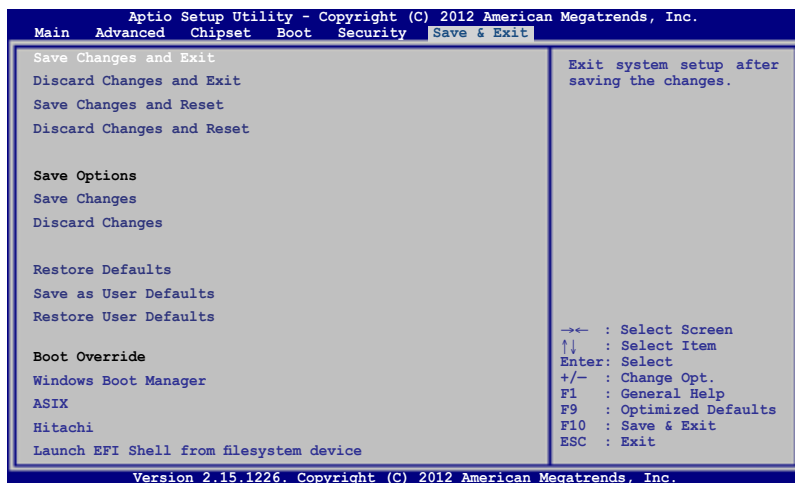 Aptio Setup Utility - Copyright (C) 2012 American Megatrends, Inc.
Main Advanced Chipset Boot Security Save & Exit
Save Changes and Exit
Discard Changes and Exit
Save Changes and Reset
Discard Changes and Reset
Save Options
Save Changes
Discard Changes
Restore Defaults
Save as User Defaults
Restore User Defaults
Boot Override
Windows Boot Manager
ASIX
Hitachi
Launch EFI Shell from filesystem device
Exit system setup after
saving the changes.
→← : Select Screen
↑↓ : Select Item
Enter: Select
+/- : Change Opt.
F1 : General Help
F9 : Optimized Defaults
F10 : Save & Exit
ESC : Exit
Version 2.15.1226. Copyright (C) 2012 American Megatrends, Inc.